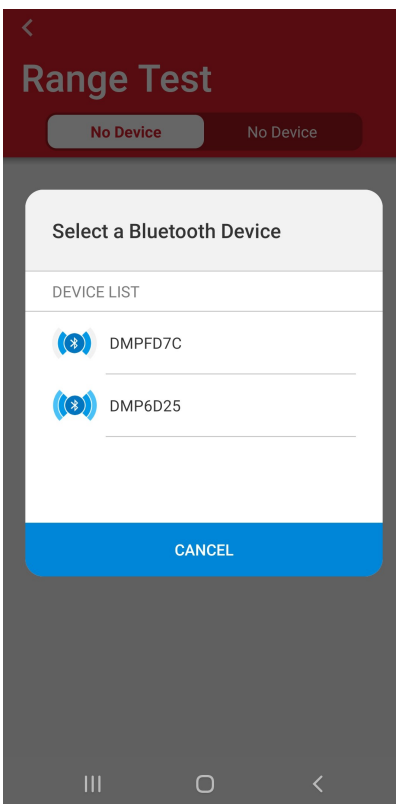 Range Test
No Device No Device
Select a Bluetooth Device
DEVICE LIST
DMPFD7C
DMP6D25
CANCEL